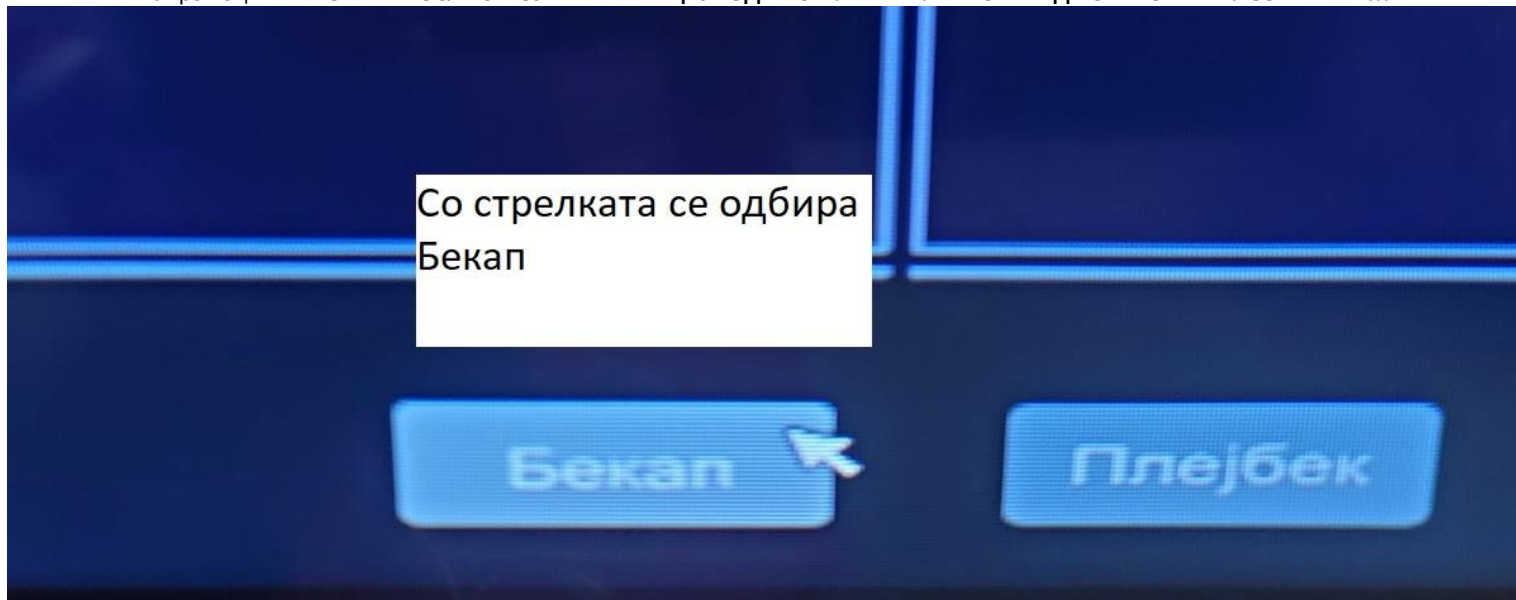 Со стрелката се одбира
Бекап
Бекап
Плејбек